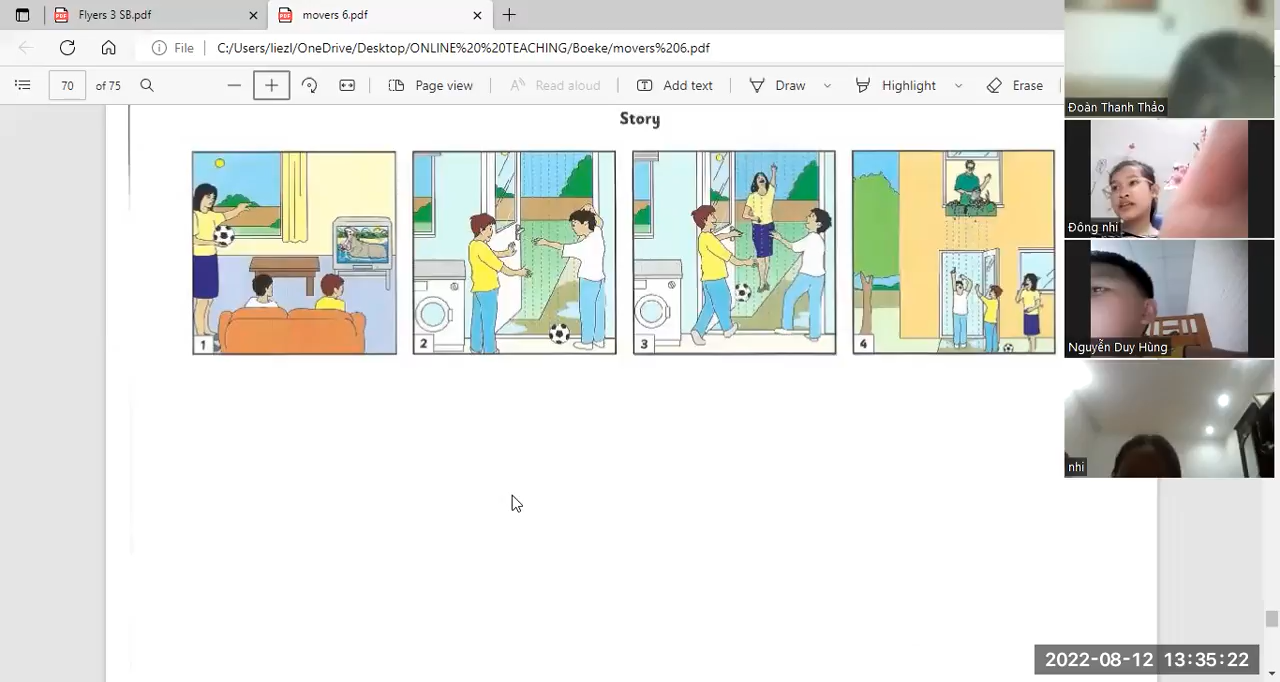 Flyers 3 SB.pdf
movers 6.pdf
File
C:/Users/liezl/OneDrive/Desktop/ONLINE%20%20TEACHING/Boeke/movers%206.pdf
70 of 75
Page view
Read aloud
Add text
Draw
Highlight
Erase
Story
1
2
3
4
Đoàn Thanh Thảo
Đông nhi
Nguyễn Duy Hùng
nhi
2022-08-12 13:35:22